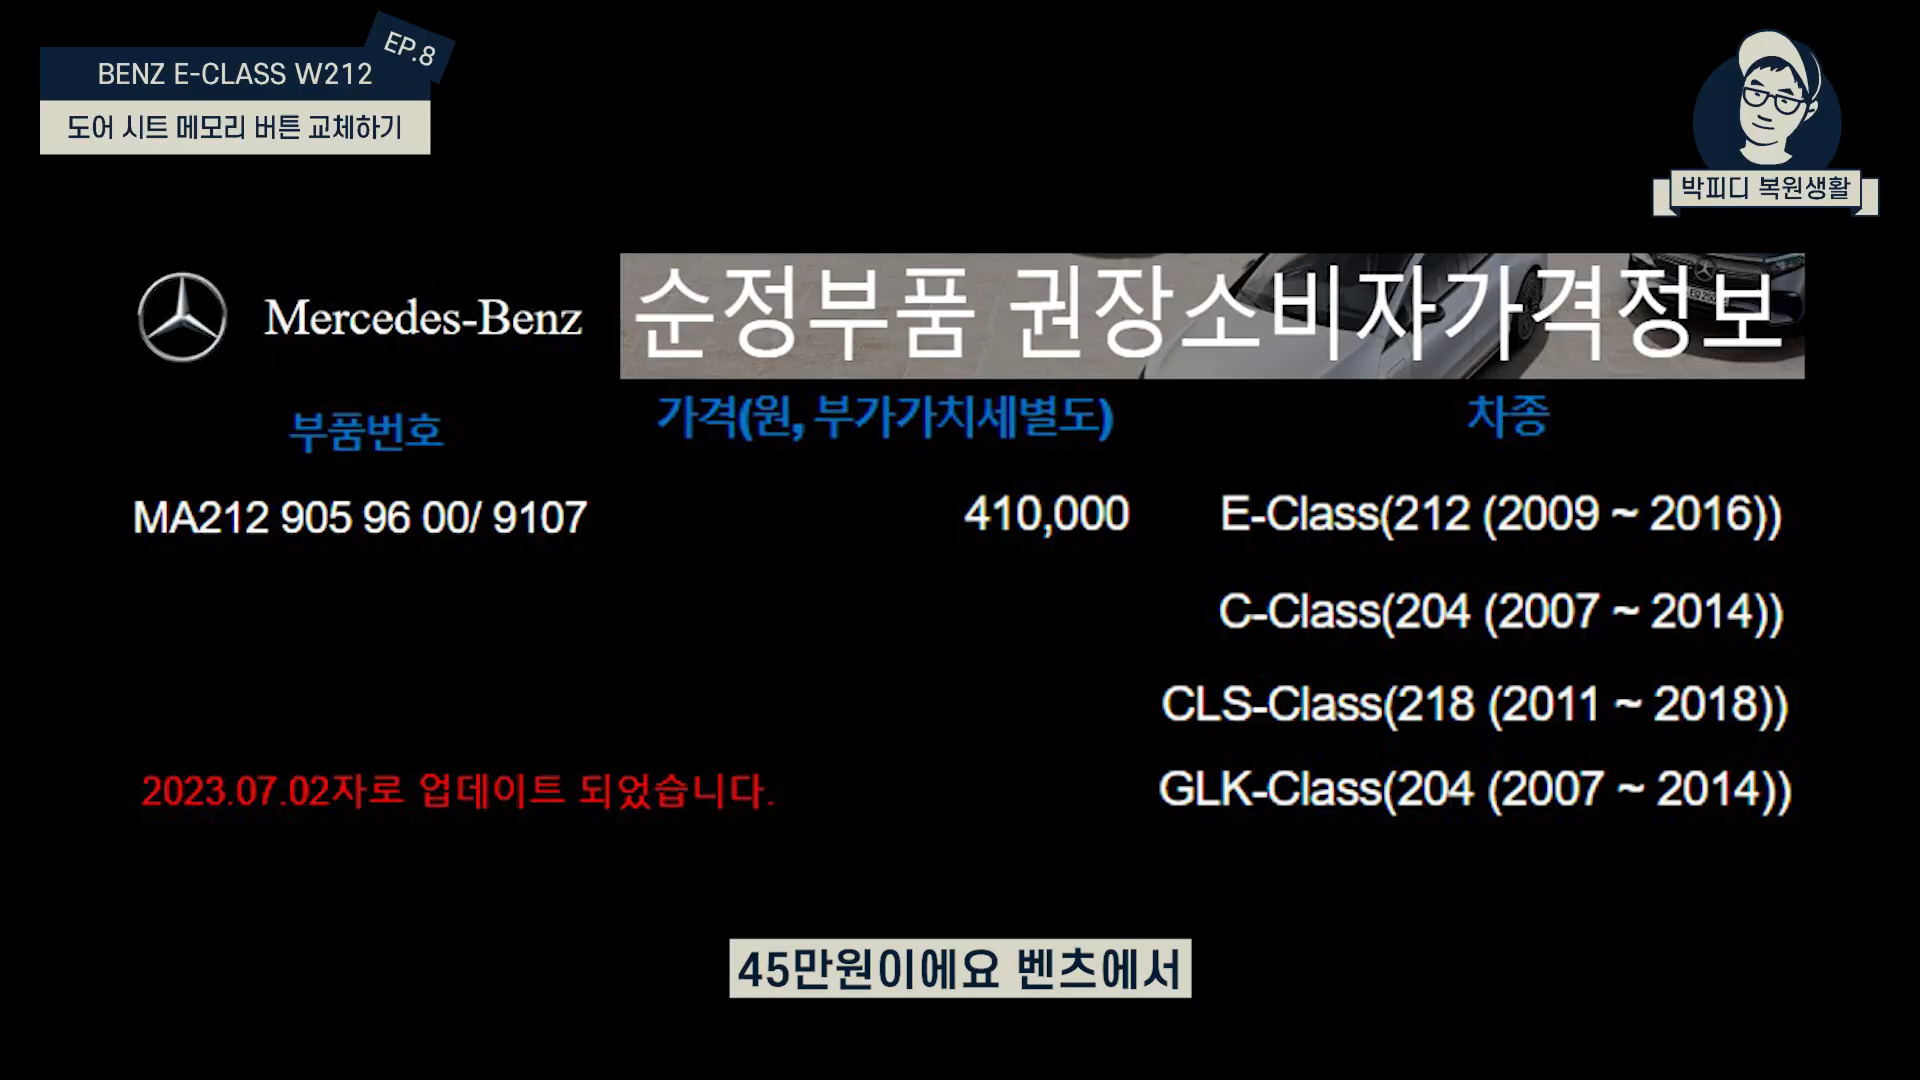 EP.8
BENZ E-CLASS W212
도어 시트 메모리 버튼 교체하기
박피디 복원생활
Mercedes-Benz
순정부품 권장소비자가격정보
부품번호
가격(원, 부가가치세별도)
차종
MA212 905 96 00/ 9107
410,000
E-Class(212 (2009 ~ 2016))
C-Class(204 (2007 ~ 2014))
CLS-Class(218 (2011 ~ 2018))
2023.07.02자로 업데이트 되었습니다.
GLK-Class(204 (2007 ~ 2014))
45만원이에요 벤츠에서